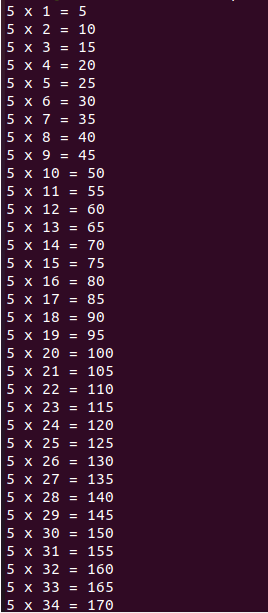 5 x 1 = 5
5 x 2 = 10
5 x 3 = 15
5 x 4 = 20
5 x 5 = 25
5 x 6 = 30
5 x 7 = 35
5 x 8 = 40
5 x 9 = 45
5 x 10 = 50
5 x 11 = 55
5 x 12 = 60
5 x 13 = 65
5 x 14 = 70
5 x 15 = 75
5 x 16 = 80
5 x 17 = 85
5 x 18 = 90
5 x 19 = 95
5 x 20 = 100
5 x 21 = 105
5 x 22 = 110
5 x 23 = 115
5 x 24 = 120
5 x 25 = 125
5 x 26 = 130
5 x 27 = 135
5 x 28 = 140
5 x 29 = 145
5 x 30 = 150
5 x 31 = 155
5 x 32 = 160
5 x 33 = 165
5 x 34 = 170